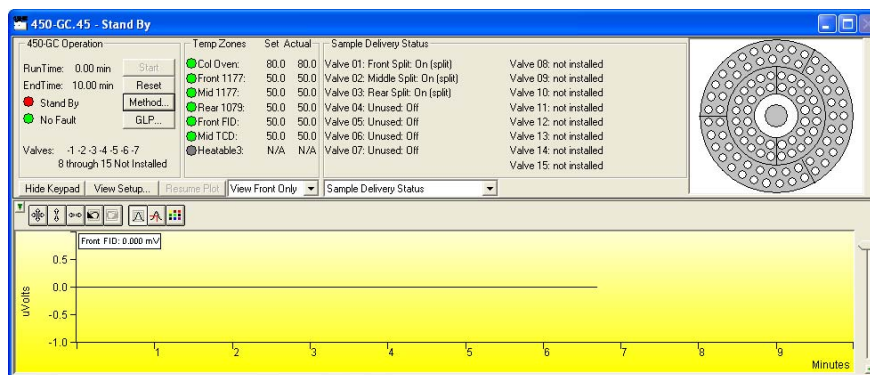 450-GC.45 - Stand By
450-GC Operation
RunTime: 0.00 min Start
EndTime: 10.00 min Reset
Stand By Method...
No Fault GLP...
Valves: -1 -2 -3 -4 -5 -6 -7
8 through 15 Not Installed
Temp Zones Set Actual
Col Oven: 80.0 80.0
Front 1177: 50.0 50.0
Mid 1177: 50.0 50.0
Rear 1079: 50.0 50.0
Front FID: 50.0 50.0
Mid TCD: 50.0 50.0
Heatable3: N/A N/A
Sample Delivery Status
Valve 01: Front Split: On (split) Valve 08: not installed
Valve 02: Middle Split: On (split) Valve 09: not installed
Valve 03: Rear Split: On (split) Valve 10: not installed
Valve 04: Unused: Off Valve 11: not installed
Valve 05: Unused: Off Valve 12: not installed
Valve 06: Unused: Off Valve 13: not installed
Valve 07: Unused: Off Valve 14: not installed
Valve 15: not installed
Hide Keypad View Setup... Resume Plot View Front Only Sample Delivery Status
Front FID: 0.000 mV
0.5
0.0
-0.5
-1.0
uVolts
1 2 3 4 5 6 7 8 9
Minutes